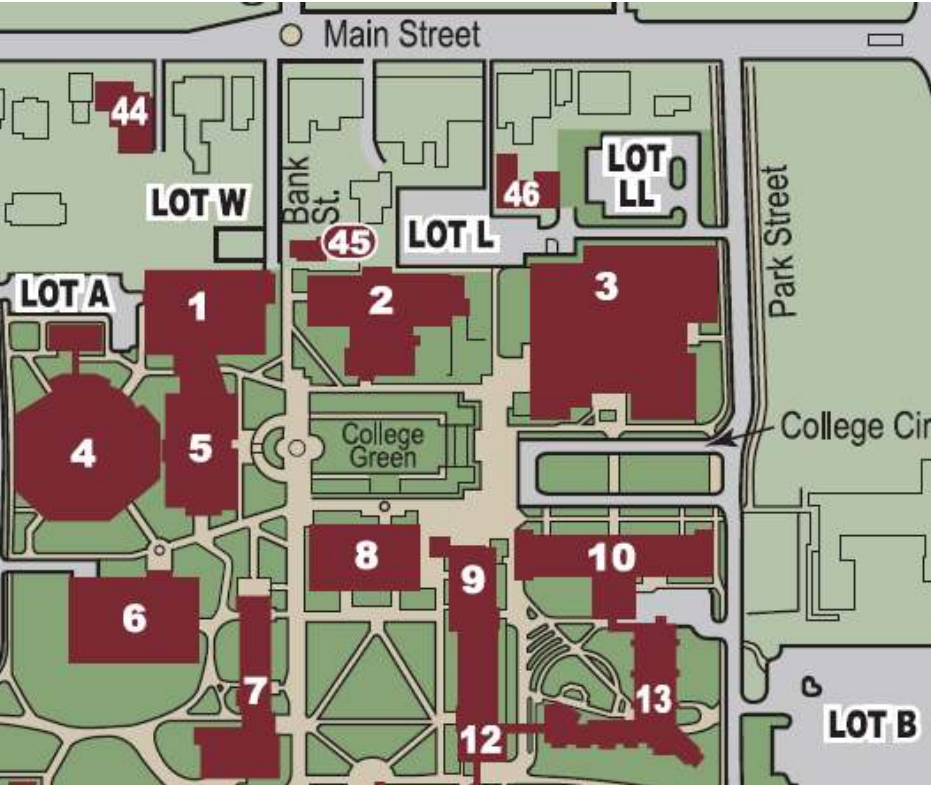 Main Street
44
LOT
LL
46
LOT W
Bank
St.
45
LOT L
Park Street
LOT A
1
2
3
4
5
College
Green
College Cir
8
10
9
6
7
13
12
LOT B